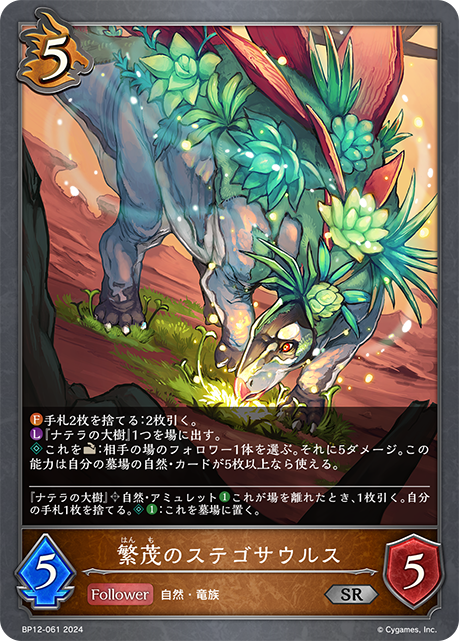 5
F 手札2枚を捨てる:2枚引く。
L 『ナテラの大樹』1つを場に出す。
これを:相手の場のフォロワー1体を選ぶ。それに5ダメージ。この
能力は自分の墓場の自然・カードが5枚以上なら使える。
『ナテラの大樹』自然・アミュレット 1 これが場を離れたとき、1枚引く。自分
の手札1枚を捨てる。 1 :これを墓場に置く。
はん も
繁茂のステゴサウルス
5
Follower 自然・竜族
SR
5
BP12-061 2024
© Cygames, Inc.